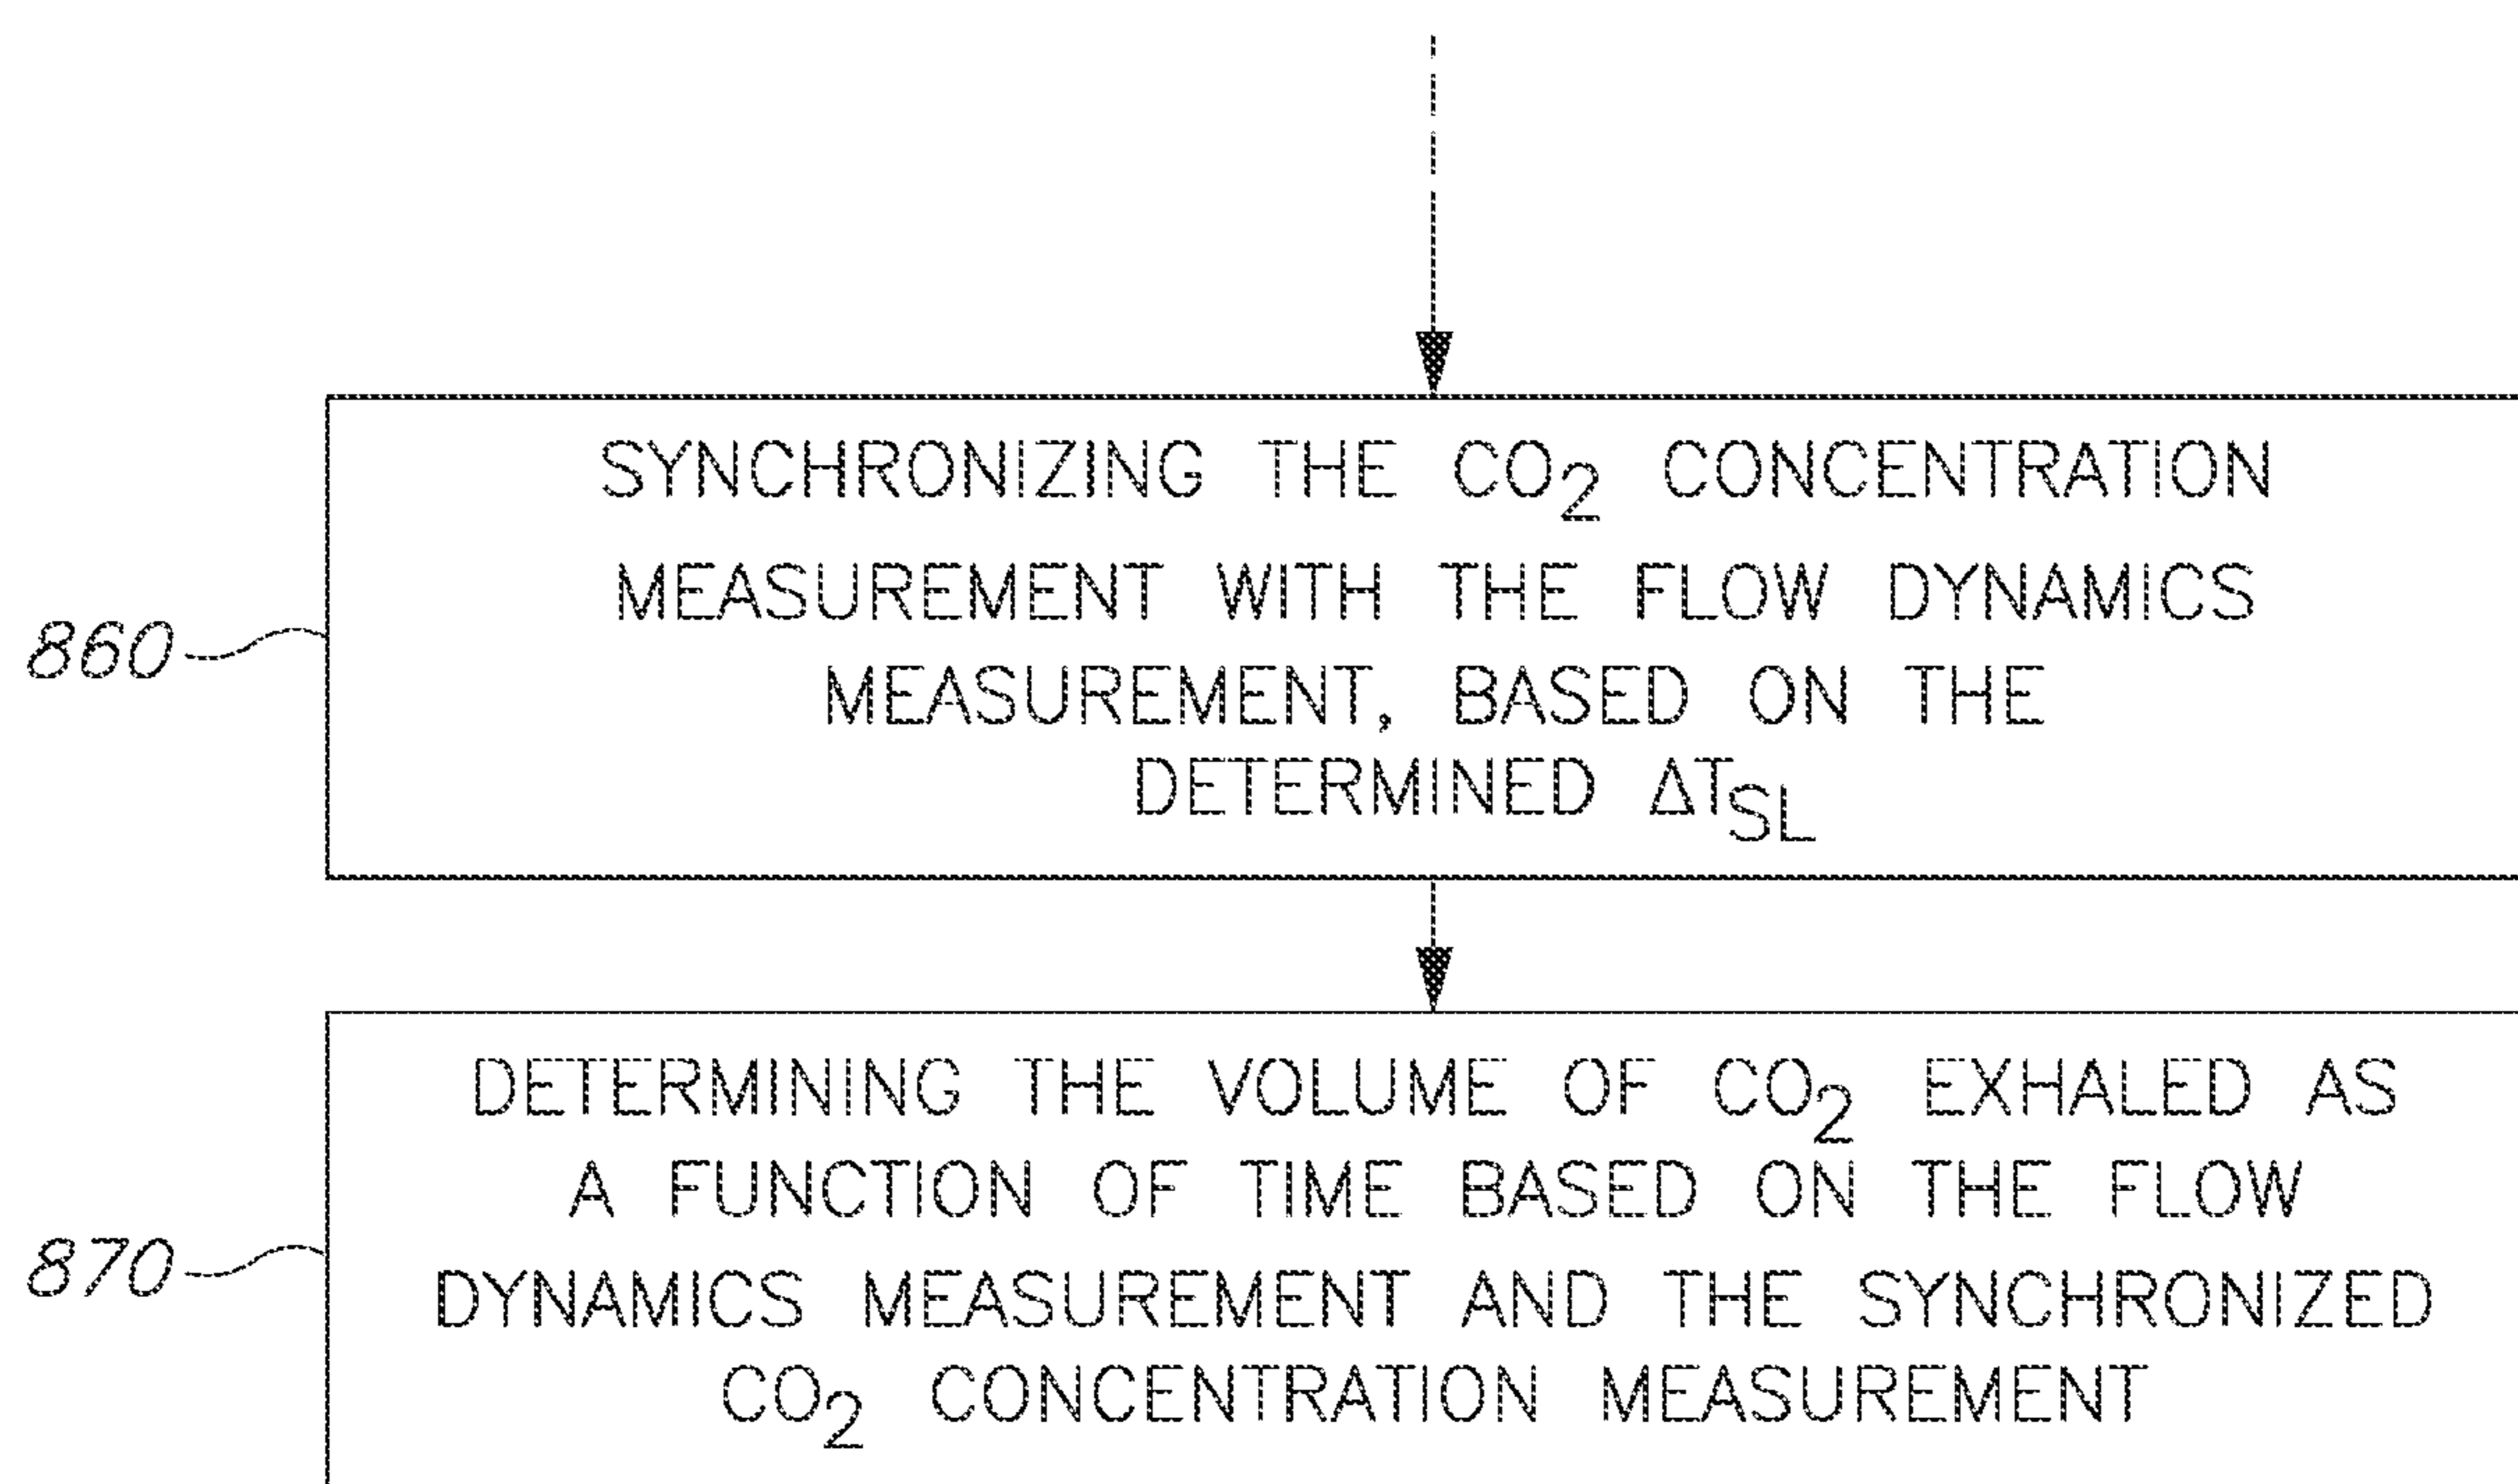 SYNCHRONIZING THE CO₂ CONCENTRATION
MEASUREMENT WITH THE FLOW DYNAMICS
MEASUREMENT, BASED ON THE
DETERMINED ΔT_SL
860
DETERMINING THE VOLUME OF CO₂ EXHALED AS
A FUNCTION OF TIME BASED ON THE FLOW
DYNAMICS MEASUREMENT AND THE SYNCHRONIZED
CO₂ CONCENTRATION MEASUREMENT
870